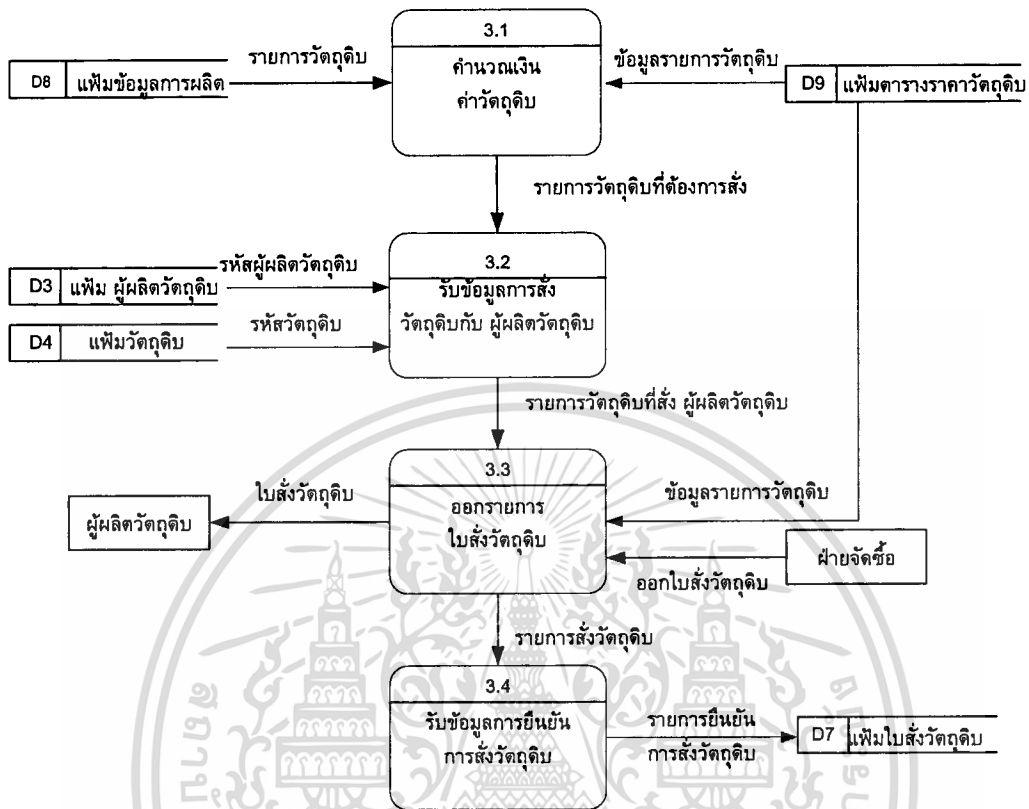 3.1
รายการวัตถุดิบ
คำนวณเงิน
ค่าวัตถุดิบ
ข้อมูลรายการวัตถุดิบ
D8 แฟ้มข้อมูลการผลิต
D9 แฟ้มตารางราคาวัตถุดิบ
รายการวัตถุดิบที่ต้องการสั่ง
3.2
รหัสผู้ผลิตวัตถุดิบ
D3 แฟ้ม ผู้ผลิตวัตถุดิบ
รับข้อมูลการสั่ง
วัตถุดิบกับ ผู้ผลิตวัตถุดิบ
รหัสวัตถุดิบ
D4 แฟ้มวัตถุดิบ
รายการวัตถุดิบที่สั่ง ผู้ผลิตวัตถุดิบ
3.3
ใบสั่งวัตถุดิบ
ข้อมูลรายการวัตถุดิบ
ออกรายการ
ใบสั่งวัตถุดิบ
ผู้ผลิตวัตถุดิบ
ฝ่ายจัดซื้อ
ออกใบสั่งวัตถุดิบ
รายการสั่งวัตถุดิบ
3.4
รับข้อมูลการยืนยัน
การสั่งวัตถุดิบ
รายการยืนยัน
การสั่งวัตถุดิบ
D7 แฟ้มใบสั่งวัตถุดิบ